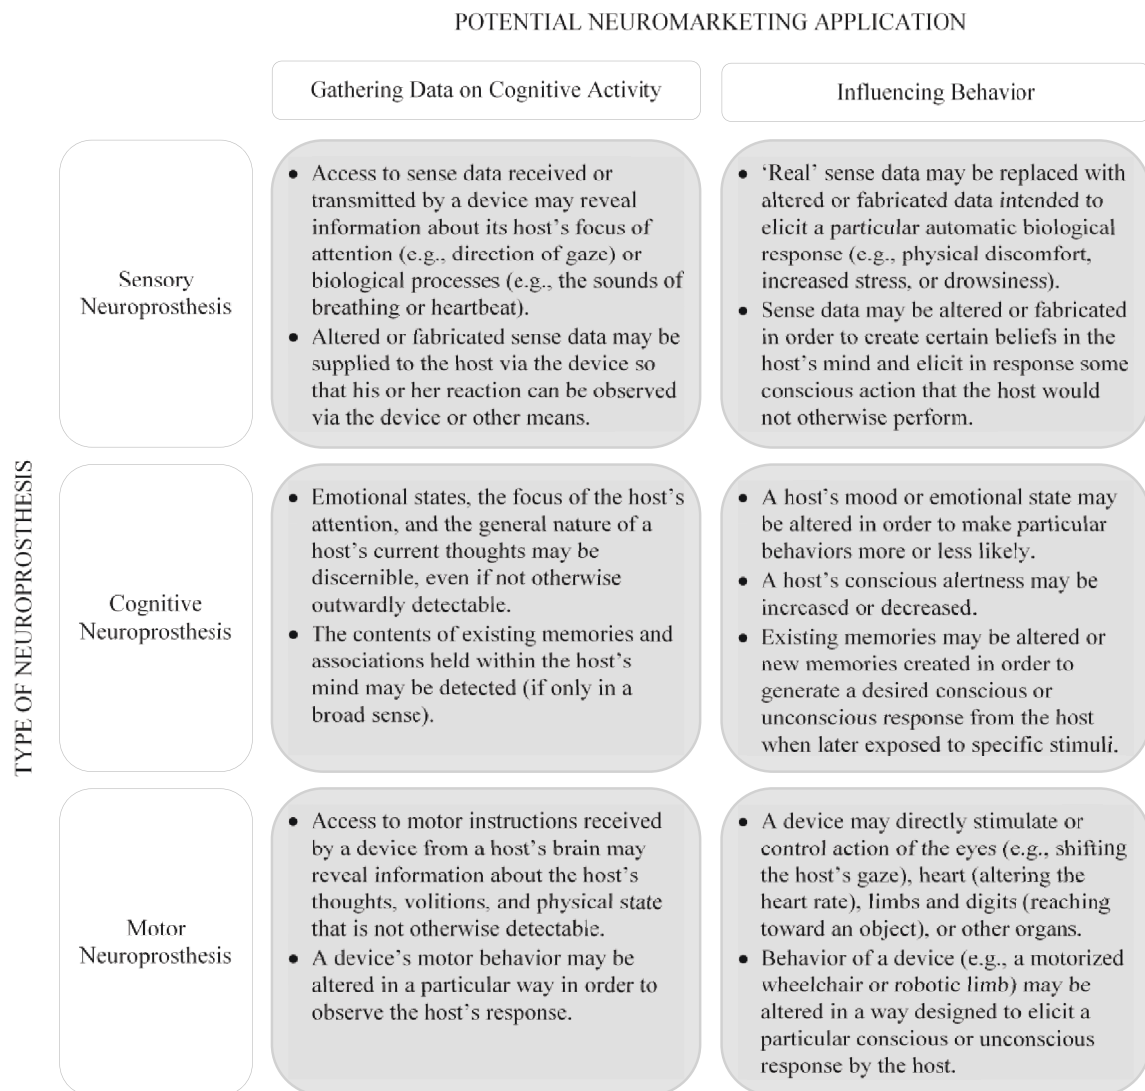 POTENTIAL NEUROMARKETING APPLICATION
Gathering Data on Cognitive Activity
Influencing Behavior
TYPE OF NEUROPROSTHESIS
Sensory
Neuroprosthesis
• Access to sense data received or
transmitted by a device may reveal
information about its host's focus of
attention (e.g., direction of gaze) or
biological processes (e.g., the sounds of
breathing or heartbeat).
• Altered or fabricated sense data may be
supplied to the host via the device so
that his or her reaction can be observed
via the device or other means.
• 'Real' sense data may be replaced with
altered or fabricated data intended to
elicit a particular automatic biological
response (e.g., physical discomfort,
increased stress, or drowsiness).
• Sense data may be altered or fabricated
in order to create certain beliefs in the
host's mind and elicit in response some
conscious action that the host would
not otherwise perform.
Cognitive
Neuroprosthesis
• Emotional states, the focus of the host's
attention, and the general nature of a
host's current thoughts may be
discernible, even if not otherwise
outwardly detectable.
• The contents of existing memories and
associations held within the host's
mind may be detected (if only in a
broad sense).
• A host's mood or emotional state may
be altered in order to make particular
behaviors more or less likely.
• A host's conscious alertness may be
increased or decreased.
• Existing memories may be altered or
new memories created in order to
generate a desired conscious or
unconscious response from the host
when later exposed to specific stimuli.
Motor
Neuroprosthesis
• Access to motor instructions received
by a device from a host's brain may
reveal information about the host's
thoughts, volitions, and physical state
that is not otherwise detectable.
• A device's motor behavior may be
altered in a particular way in order to
observe the host's response.
• A device may directly stimulate or
control action of the eyes (e.g., shifting
the host's gaze), heart (altering the
heart rate), limbs and digits (reaching
toward an object), or other organs.
• Behavior of a device (e.g., a motorized
wheelchair or robotic limb) may be
altered in a way designed to elicit a
particular conscious or unconscious
response by the host.